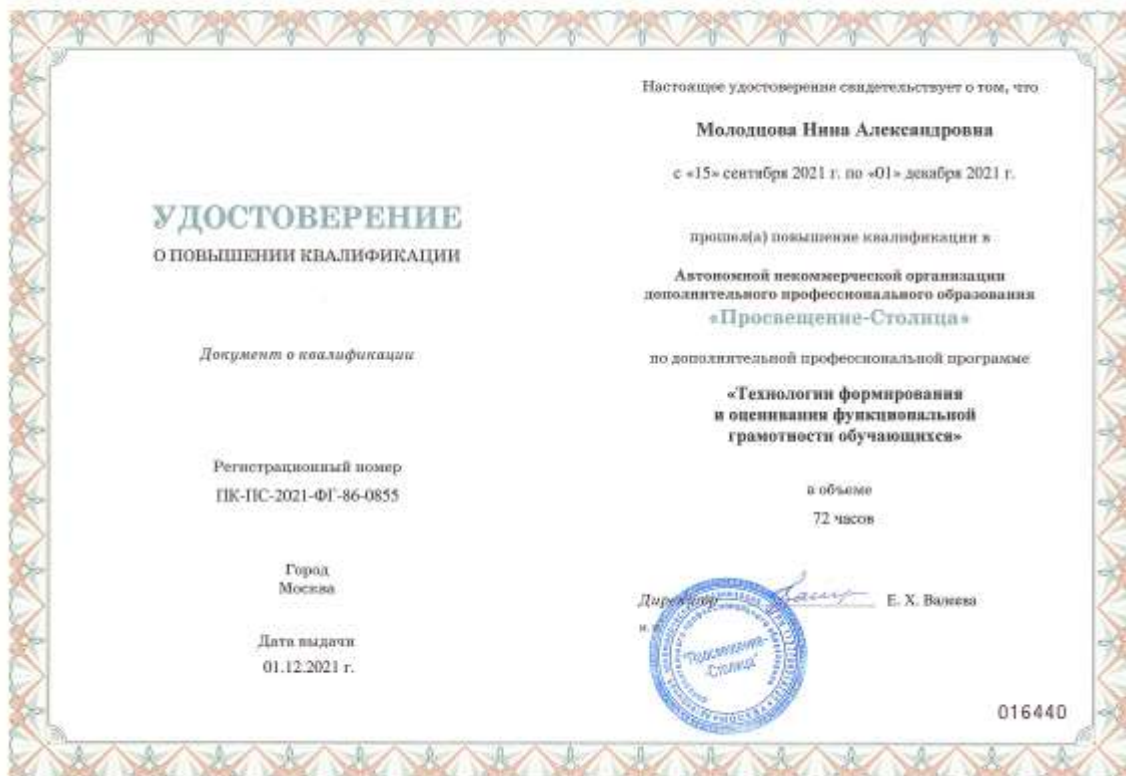 УДОСТОВЕРЕНИЕ
О ПОВЫШЕНИИ КВАЛИФИКАЦИИ
Документ о квалификации
Регистрационный номер
ПК-ПС-2021-ФГ-86-0855
Город
Москва
Дата выдачи
01.12.2021 г.
Настоящее удостоверение свидетельствует о том, что
Молодцова Нина Александровна
с «15» сентября 2021 г. по «01» декабря 2021 г.
прошел(а) повышение квалификации в
Автономной некоммерческой организации
дополнительного профессионального образования
«Просвещение-Столица»
по дополнительной профессиональной программе
«Технологии формирования
и оценивания функциональной
грамотности обучающихся»
в объеме
72 часов
Директор Е. Х. Валеева
"Просвещение-
-Столица"
016440